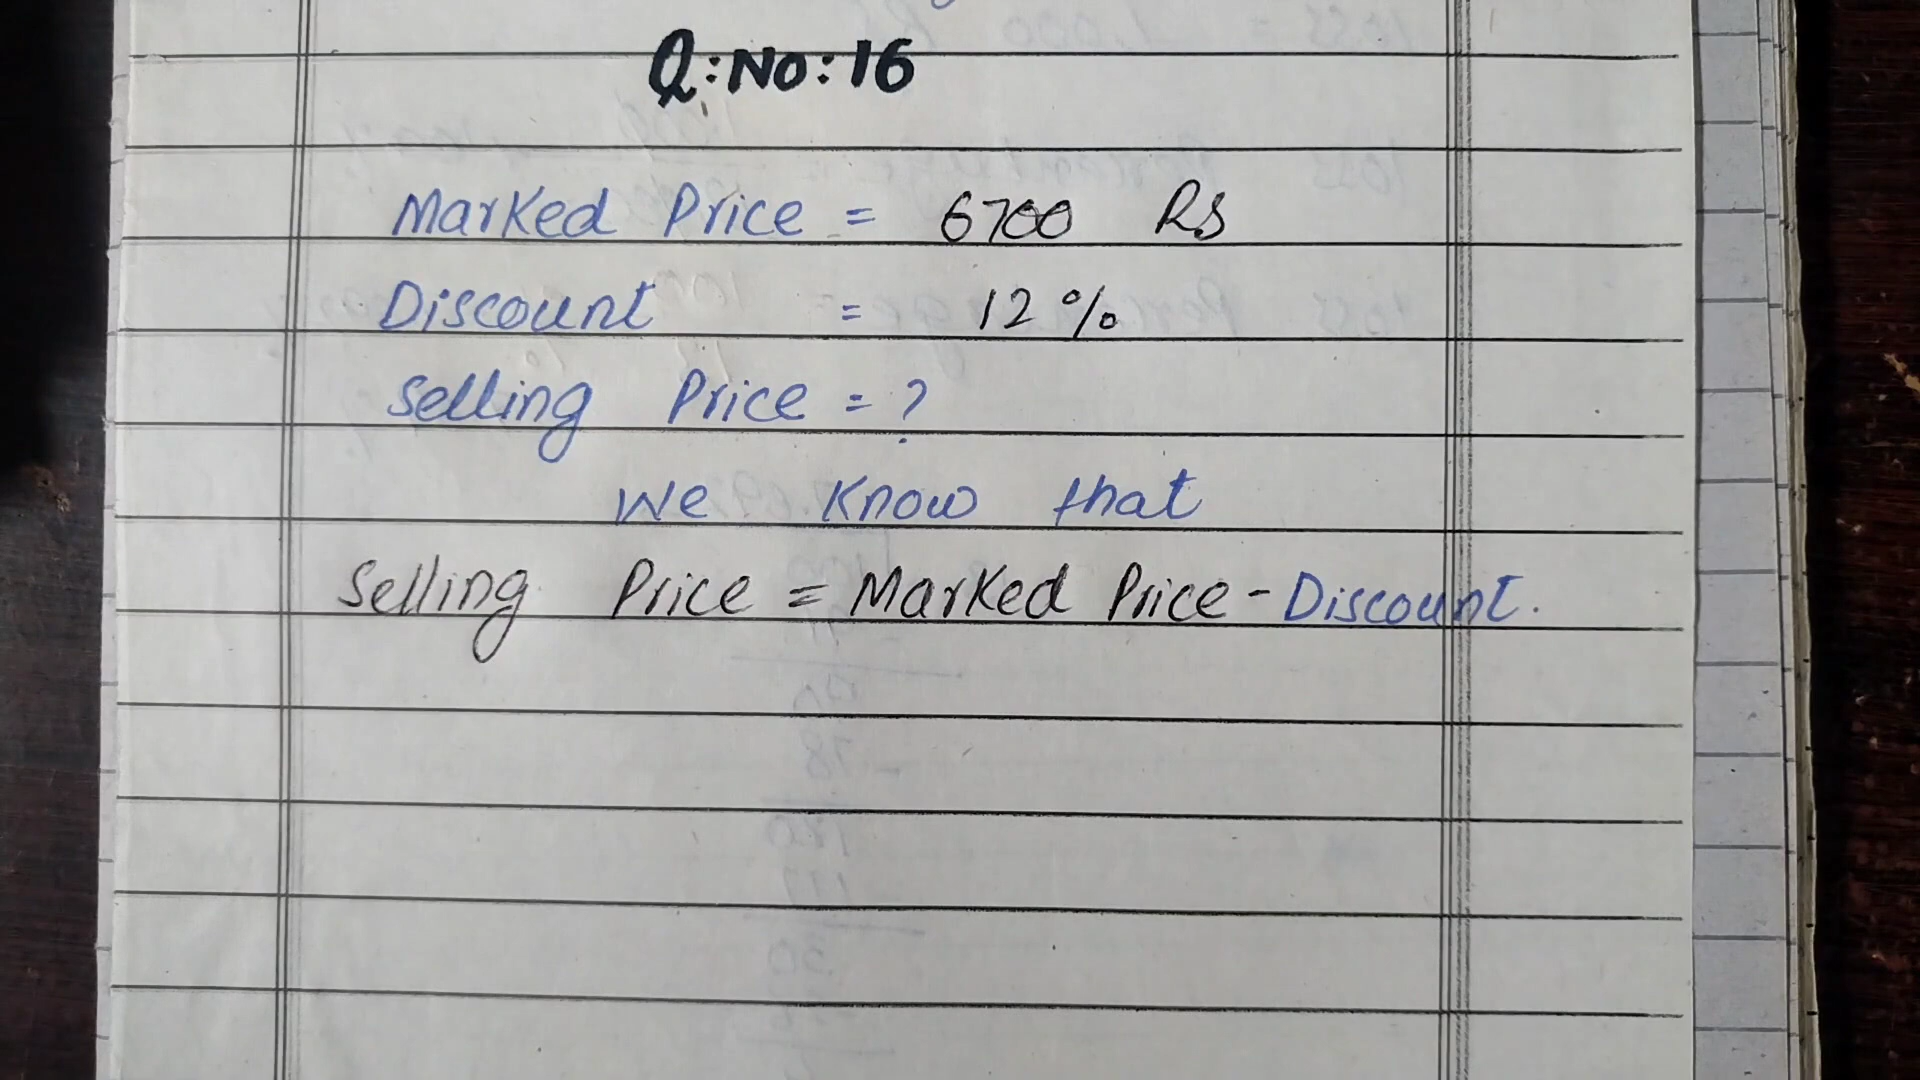 Q:No:16
Marked Price = 6700 RS
Discount = 12%
Selling Price = ?
We Know that
Selling Price = Marked Price - Discount.